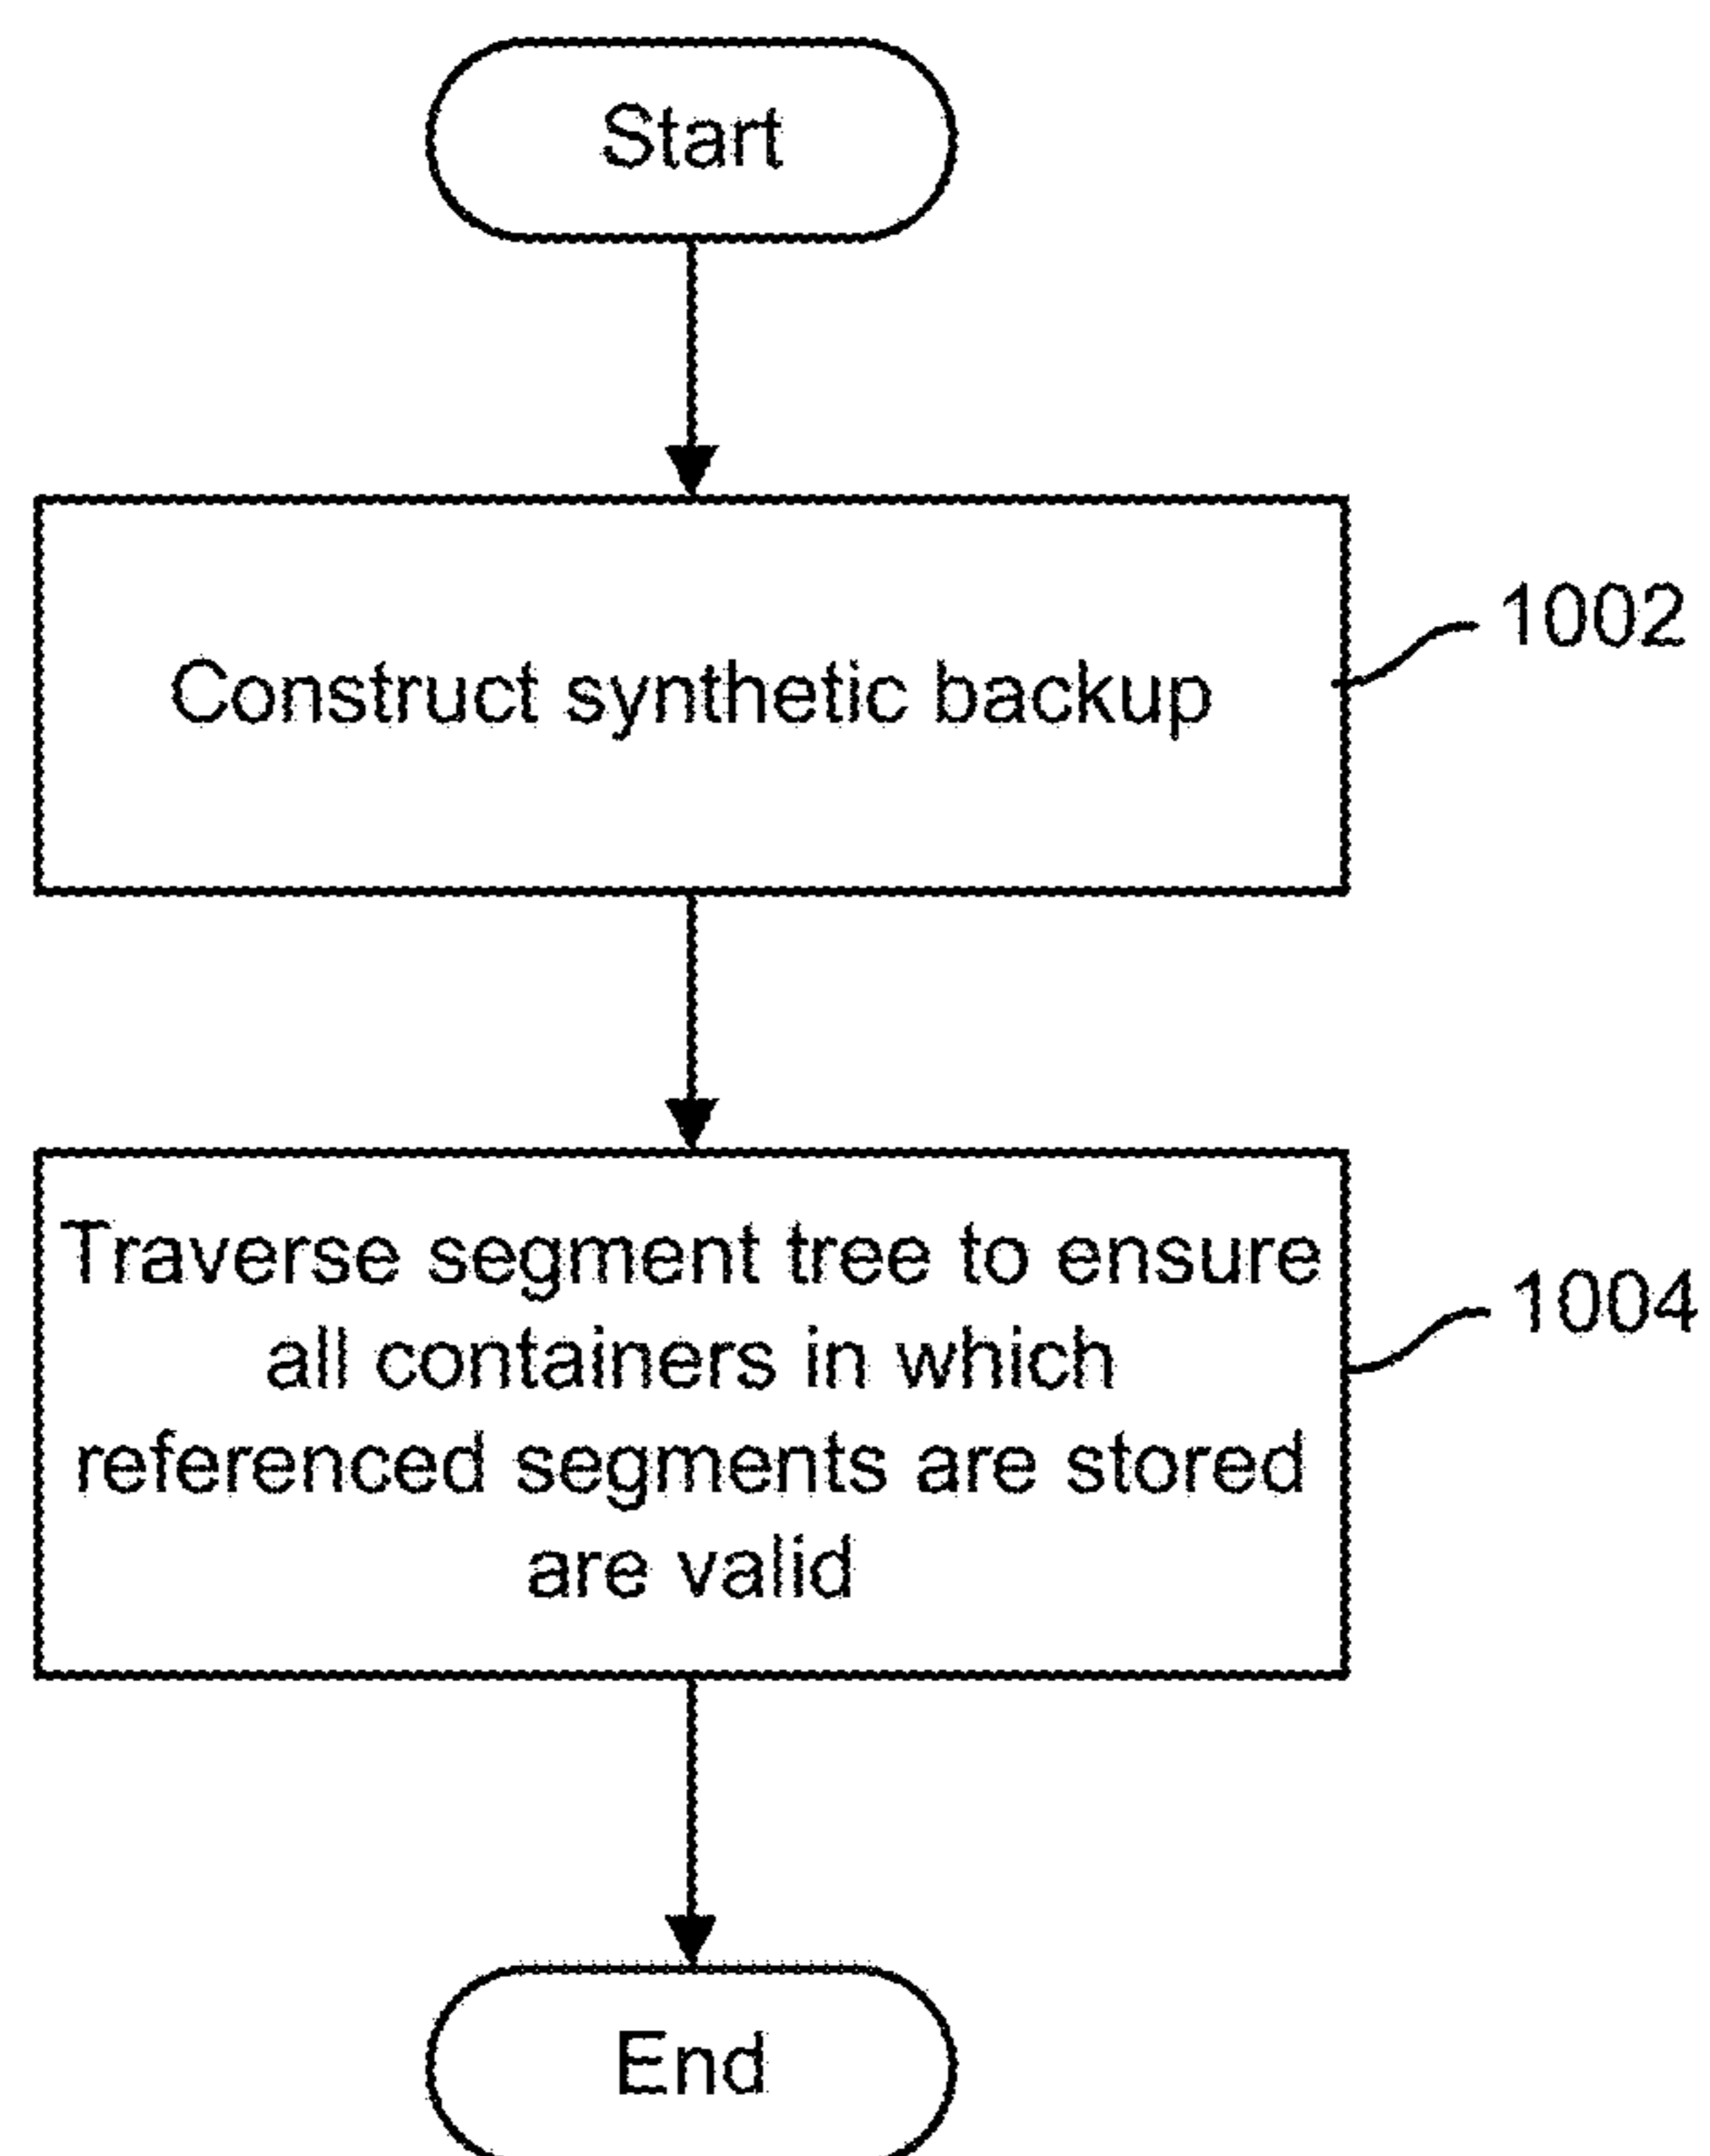 Start
Construct synthetic backup
1002
Traverse segment tree to ensure
all containers in which
referenced segments are stored
are valid
1004
End